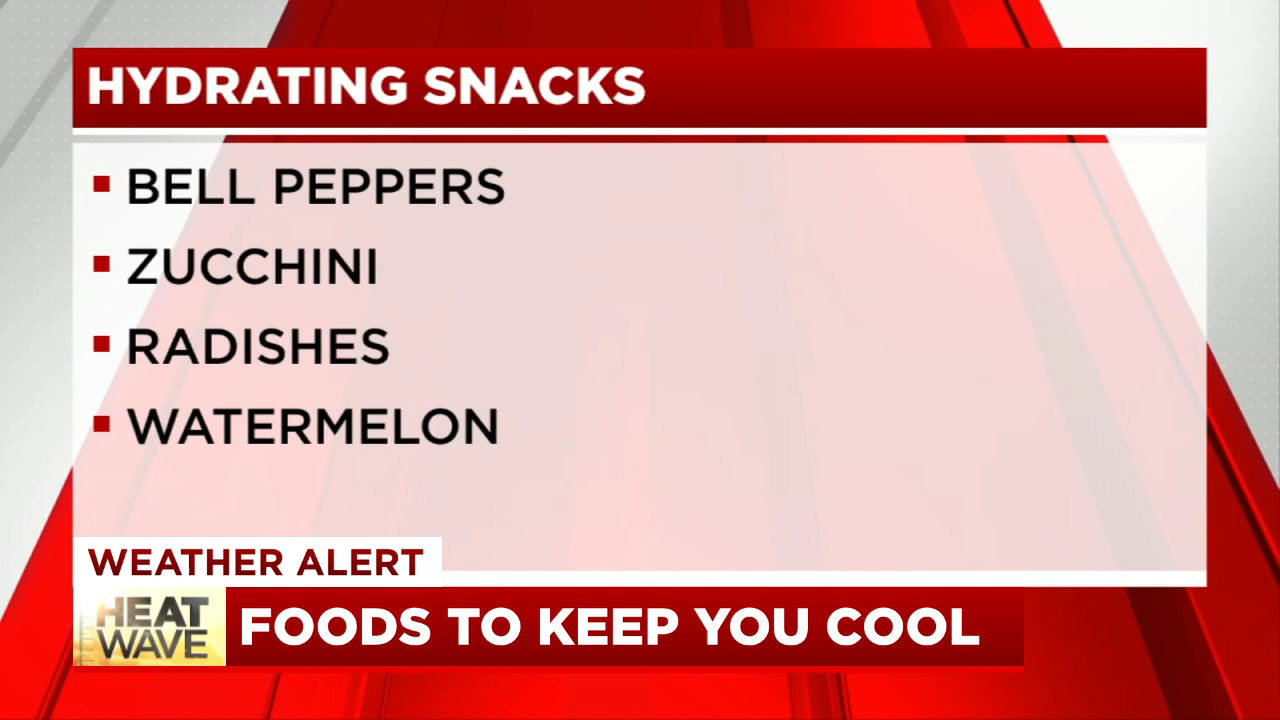 HYDRATING SNACKS
BELL PEPPERS
ZUCCHINI
RADISHES
WATERMELON
WEATHER ALERT
HEAT
WAVE
FOODS TO KEEP YOU COOL